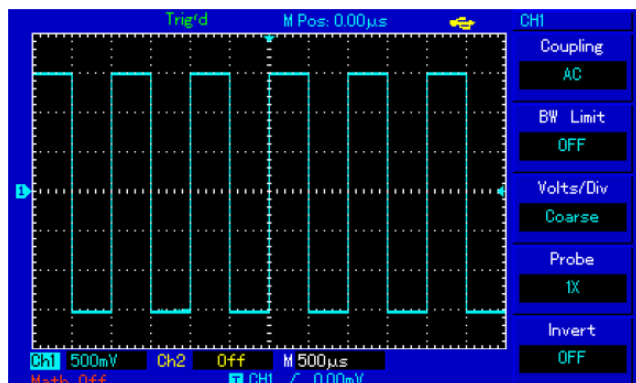 Trig'd M Pos: 0.00µs CH1
Coupling
AC
BW Limit
OFF
1
Volts/Div
Coarse
Probe
1X
Invert
OFF
Ch1 500mV Ch2 Off M 500µs
Math Off T CH1 / 0.00mV